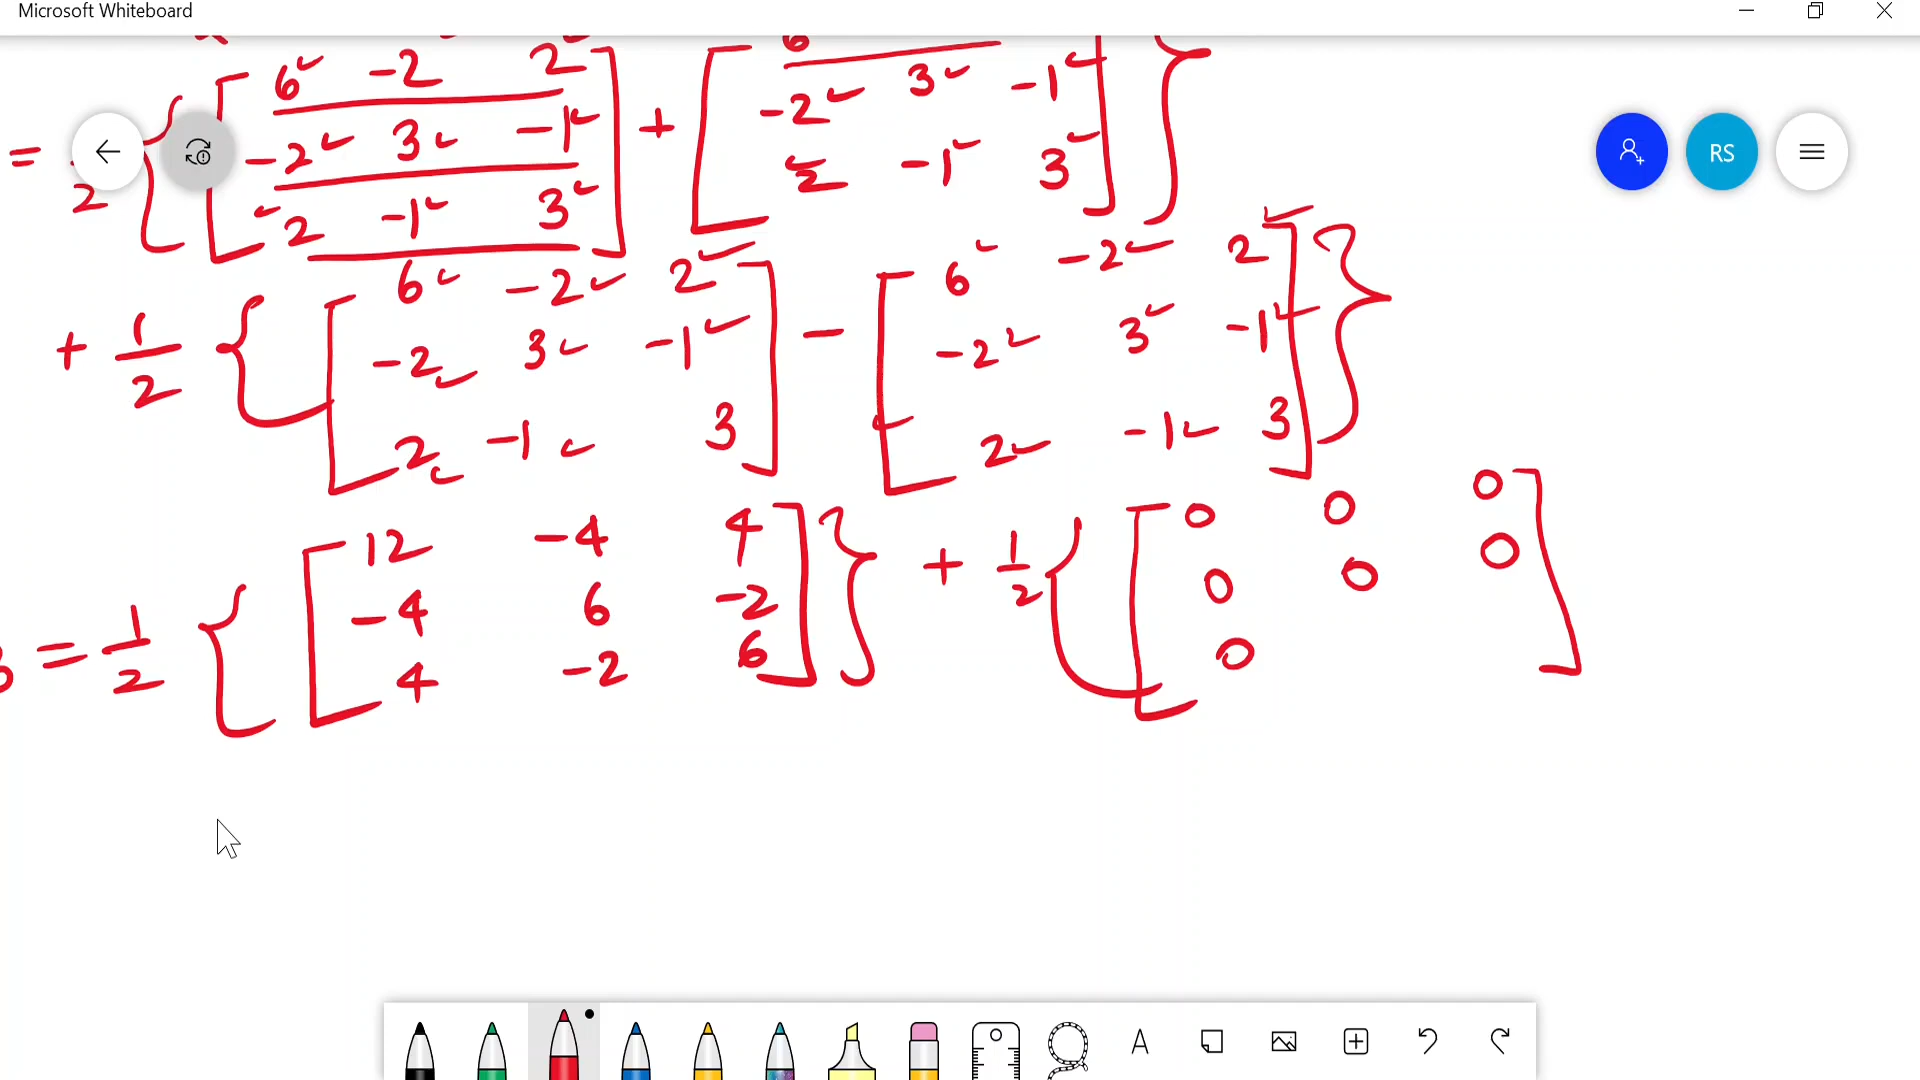 Microsoft Whiteboard
6
6 -2 2
-2 3 -1
= 2 { [ -2 3 -1 ] + [ ] }
2 -1 3
2 -1 3
RS
6 -2 2
6 -2 2
+ 1/2 { [ -2 3 -1 ] - [ -2 3 -1 ] }
2 -1 3
2 -1 3
12 -4 4
0 0 0
= 1/2 { [ -4 6 -2 ] } + 1/2 { [ 0 0 0 ]
4 -2 6
0
A